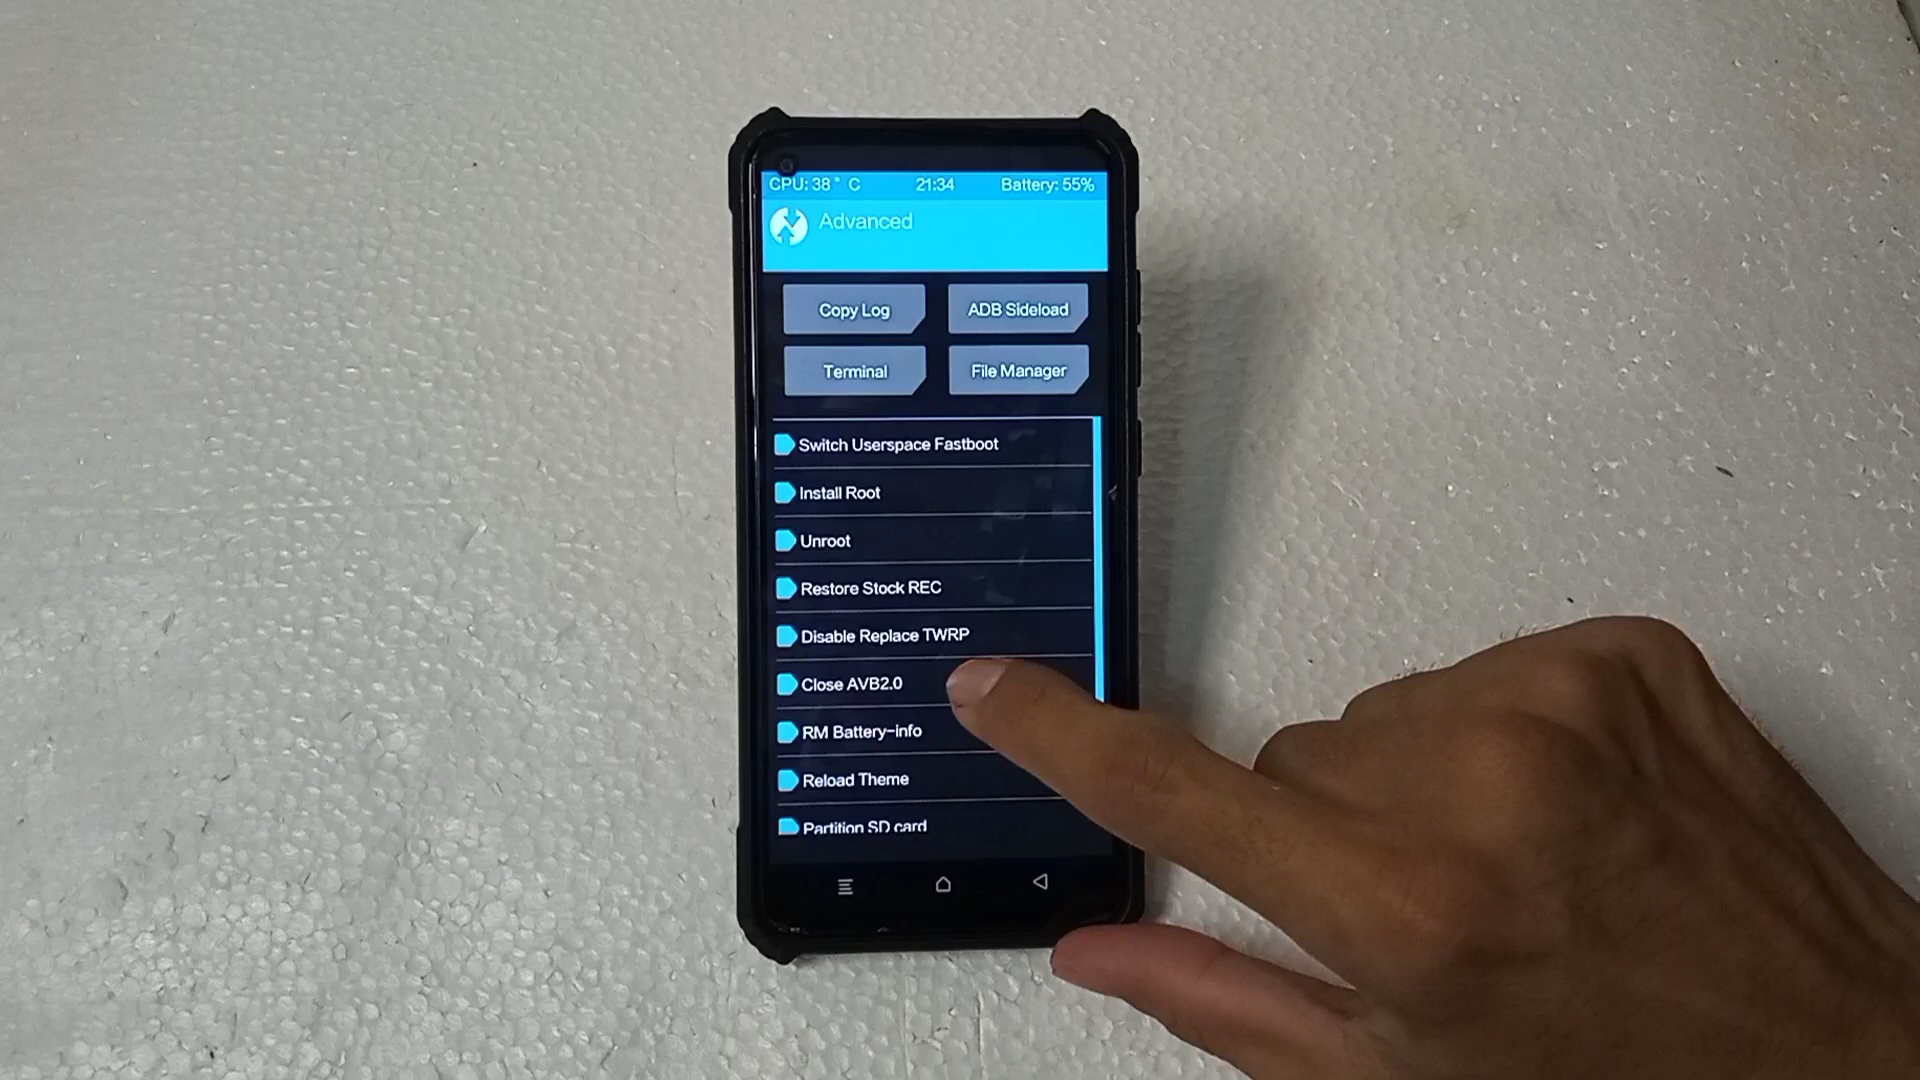 CPU: 38° C 21:34 Battery: 55%
Advanced
Copy Log ADB Sideload
Terminal File Manager
Switch Userspace Fastboot
Install Root
Unroot
Restore Stock REC
Disable Replace TWRP
Close AVB2.0
RM Battery-info
Reload Theme
Partition SD card